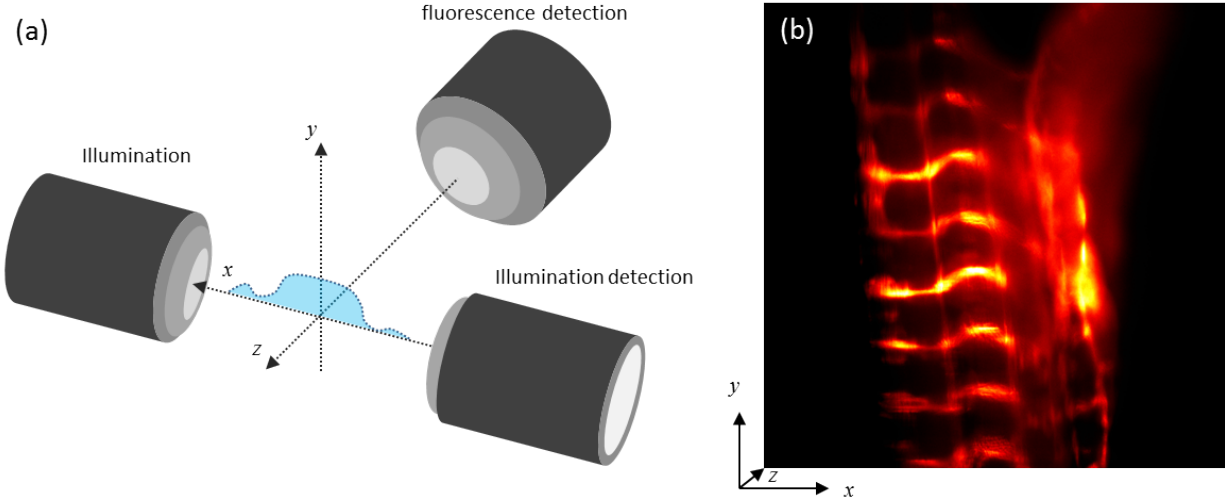 (a)
fluorescence detection
(b)
y
Illumination
x
Illumination detection
z
y
z
x